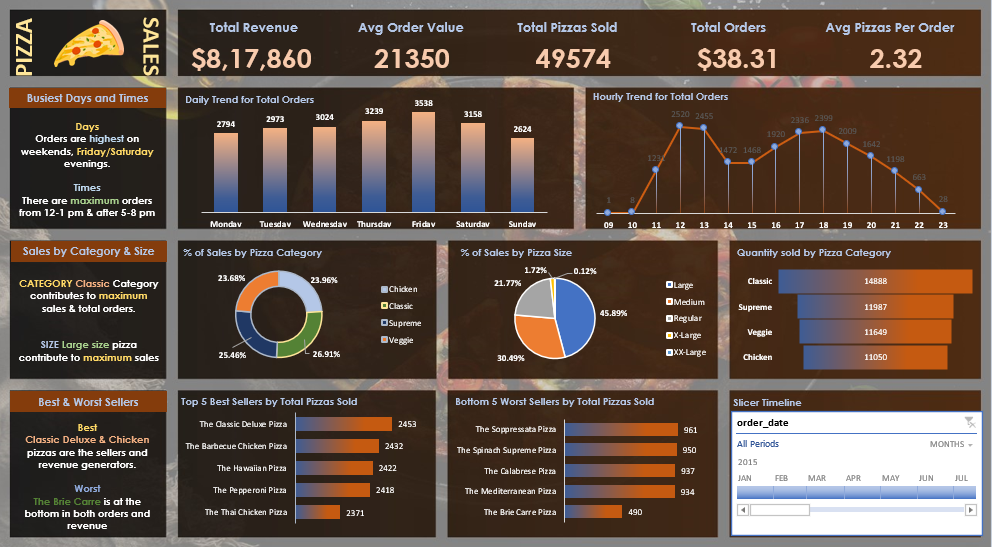 PIZZA
SALES
Total Revenue
$8,17,860
Avg Order Value
21350
Total Pizzas Sold
49574
Total Orders
$38.31
Avg Pizzas Per Order
2.32
Busiest Days and Times
Days
Orders are highest on
weekends, Friday/Saturday
evenings.
Times
There are maximum orders
from 12-1 pm & after 5-8 pm
Daily Trend for Total Orders
2794
2973
3024
3239
3538
3158
2624
Monday
Tuesday
Wednesday
Thursday
Friday
Saturday
Sunday
Hourly Trend for Total Orders
1
8
1231
2520
2455
1472
1468
1920
2336
2399
2009
1642
1198
663
28
09
10
11
12
13
14
15
16
17
18
19
20
21
22
23
Sales by Category & Size
CATEGORY Classic Category
contributes to maximum
sales & total orders.
SIZE Large size pizza
contribute to maximum sales
% of Sales by Pizza Category
23.68%
23.96%
25.46%
26.91%
Chicken
Classic
Supreme
Veggie
% of Sales by Pizza Size
1.72%
0.12%
21.77%
45.89%
30.49%
Large
Medium
Regular
X-Large
XX-Large
Quantity sold by Pizza Category
Classic 14888
Supreme 11987
Veggie 11649
Chicken 11050
Best & Worst Sellers
Best
Classic Deluxe & Chicken
pizzas are the sellers and
revenue generators.
Worst
The Brie Carre is at the
bottom in both orders and
revenue
Top 5 Best Sellers by Total Pizzas Sold
The Classic Deluxe Pizza 2453
The Barbecue Chicken Pizza 2432
The Hawaiian Pizza 2422
The Pepperoni Pizza 2418
The Thai Chicken Pizza 2371
Bottom 5 Worst Sellers by Total Pizzas Sold
The Soppressata Pizza 961
The Spinach Supreme Pizza 950
The Calabrese Pizza 937
The Mediterranean Pizza 934
The Brie Carre Pizza 490
Slicer Timeline
order_date
All Periods
MONTHS
2015
JAN FEB MAR APR MAY JUN JUL